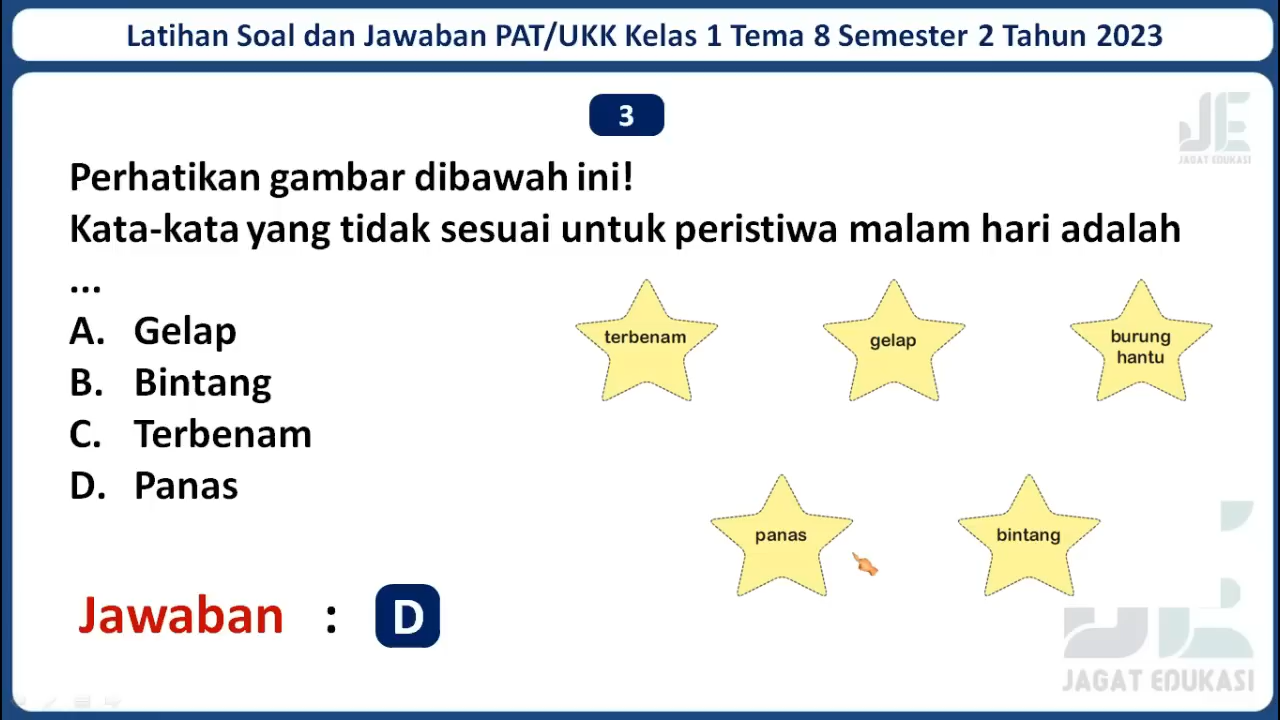 Latihan Soal dan Jawaban PAT/UKK Kelas 1 Tema 8 Semester 2 Tahun 2023
3
JE
JAGAT EDUKASI
Perhatikan gambar dibawah ini!
Kata-kata yang tidak sesuai untuk peristiwa malam hari adalah
...
A. Gelap
B. Bintang
C. Terbenam
D. Panas
terbenam
gelap
burung
hantu
panas
bintang
Jawaban : D
JAGAT EDUKASI